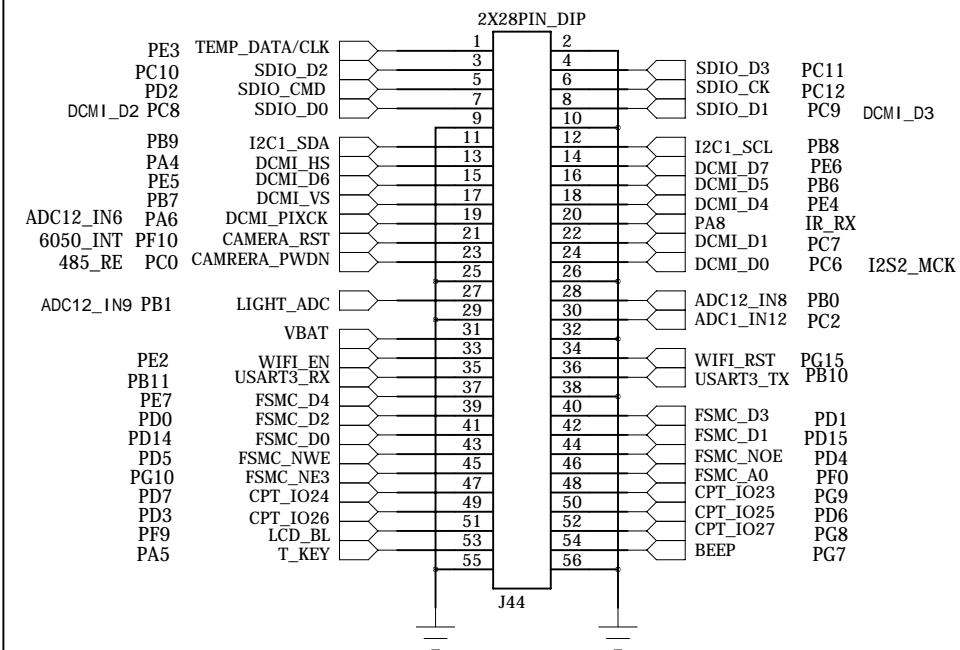 2X28PIN_DIP
PE3 TEMP_DATA/CLK 1 2
PC10 SDIO_D2 3 4 SDIO_D3 PC11
PD2 SDIO_CMD 5 6 SDIO_CK PC12
DCMI_D2 PC8 SDIO_D0 7 8 SDIO_D1 PC9 DCMI_D3
9 10
PB9 I2C1_SDA 11 12 I2C1_SCL PB8
PA4 DCMI_HS 13 14 DCMI_D7 PE6
PE5 DCMI_D6 15 16 DCMI_D5 PB6
PB7 DCMI_VS 17 18 DCMI_D4 PE4
ADC12_IN6 PA6 DCMI_PIXCK 19 20 PA8 IR_RX
6050_INT PF10 CAMERA_RST 21 22 DCMI_D1 PC7
485_RE PC0 CAMRERA_PWDN 23 24 DCMI_D0 PC6 I2S2_MCK
25 26
ADC12_IN9 PB1 LIGHT_ADC 27 28 ADC12_IN8 PB0
29 30 ADC1_IN12 PC2
VBAT 31 32
PE2 WIFI_EN 33 34 WIFI_RST PG15
PB11 USART3_RX 35 36 USART3_TX PB10
PE7 FSMC_D4 37 38
PD0 FSMC_D2 39 40 FSMC_D3 PD1
PD14 FSMC_D0 41 42 FSMC_D1 PD15
PD5 FSMC_NWE 43 44 FSMC_NOE PD4
PG10 FSMC_NE3 45 46 FSMC_A0 PF0
PD7 CPT_IO24 47 48 CPT_IO23 PG9
PD3 CPT_IO26 49 50 CPT_IO25 PD6
PF9 LCD_BL 51 52 CPT_IO27 PG8
PA5 T_KEY 53 54 BEEP PG7
55 56
J44